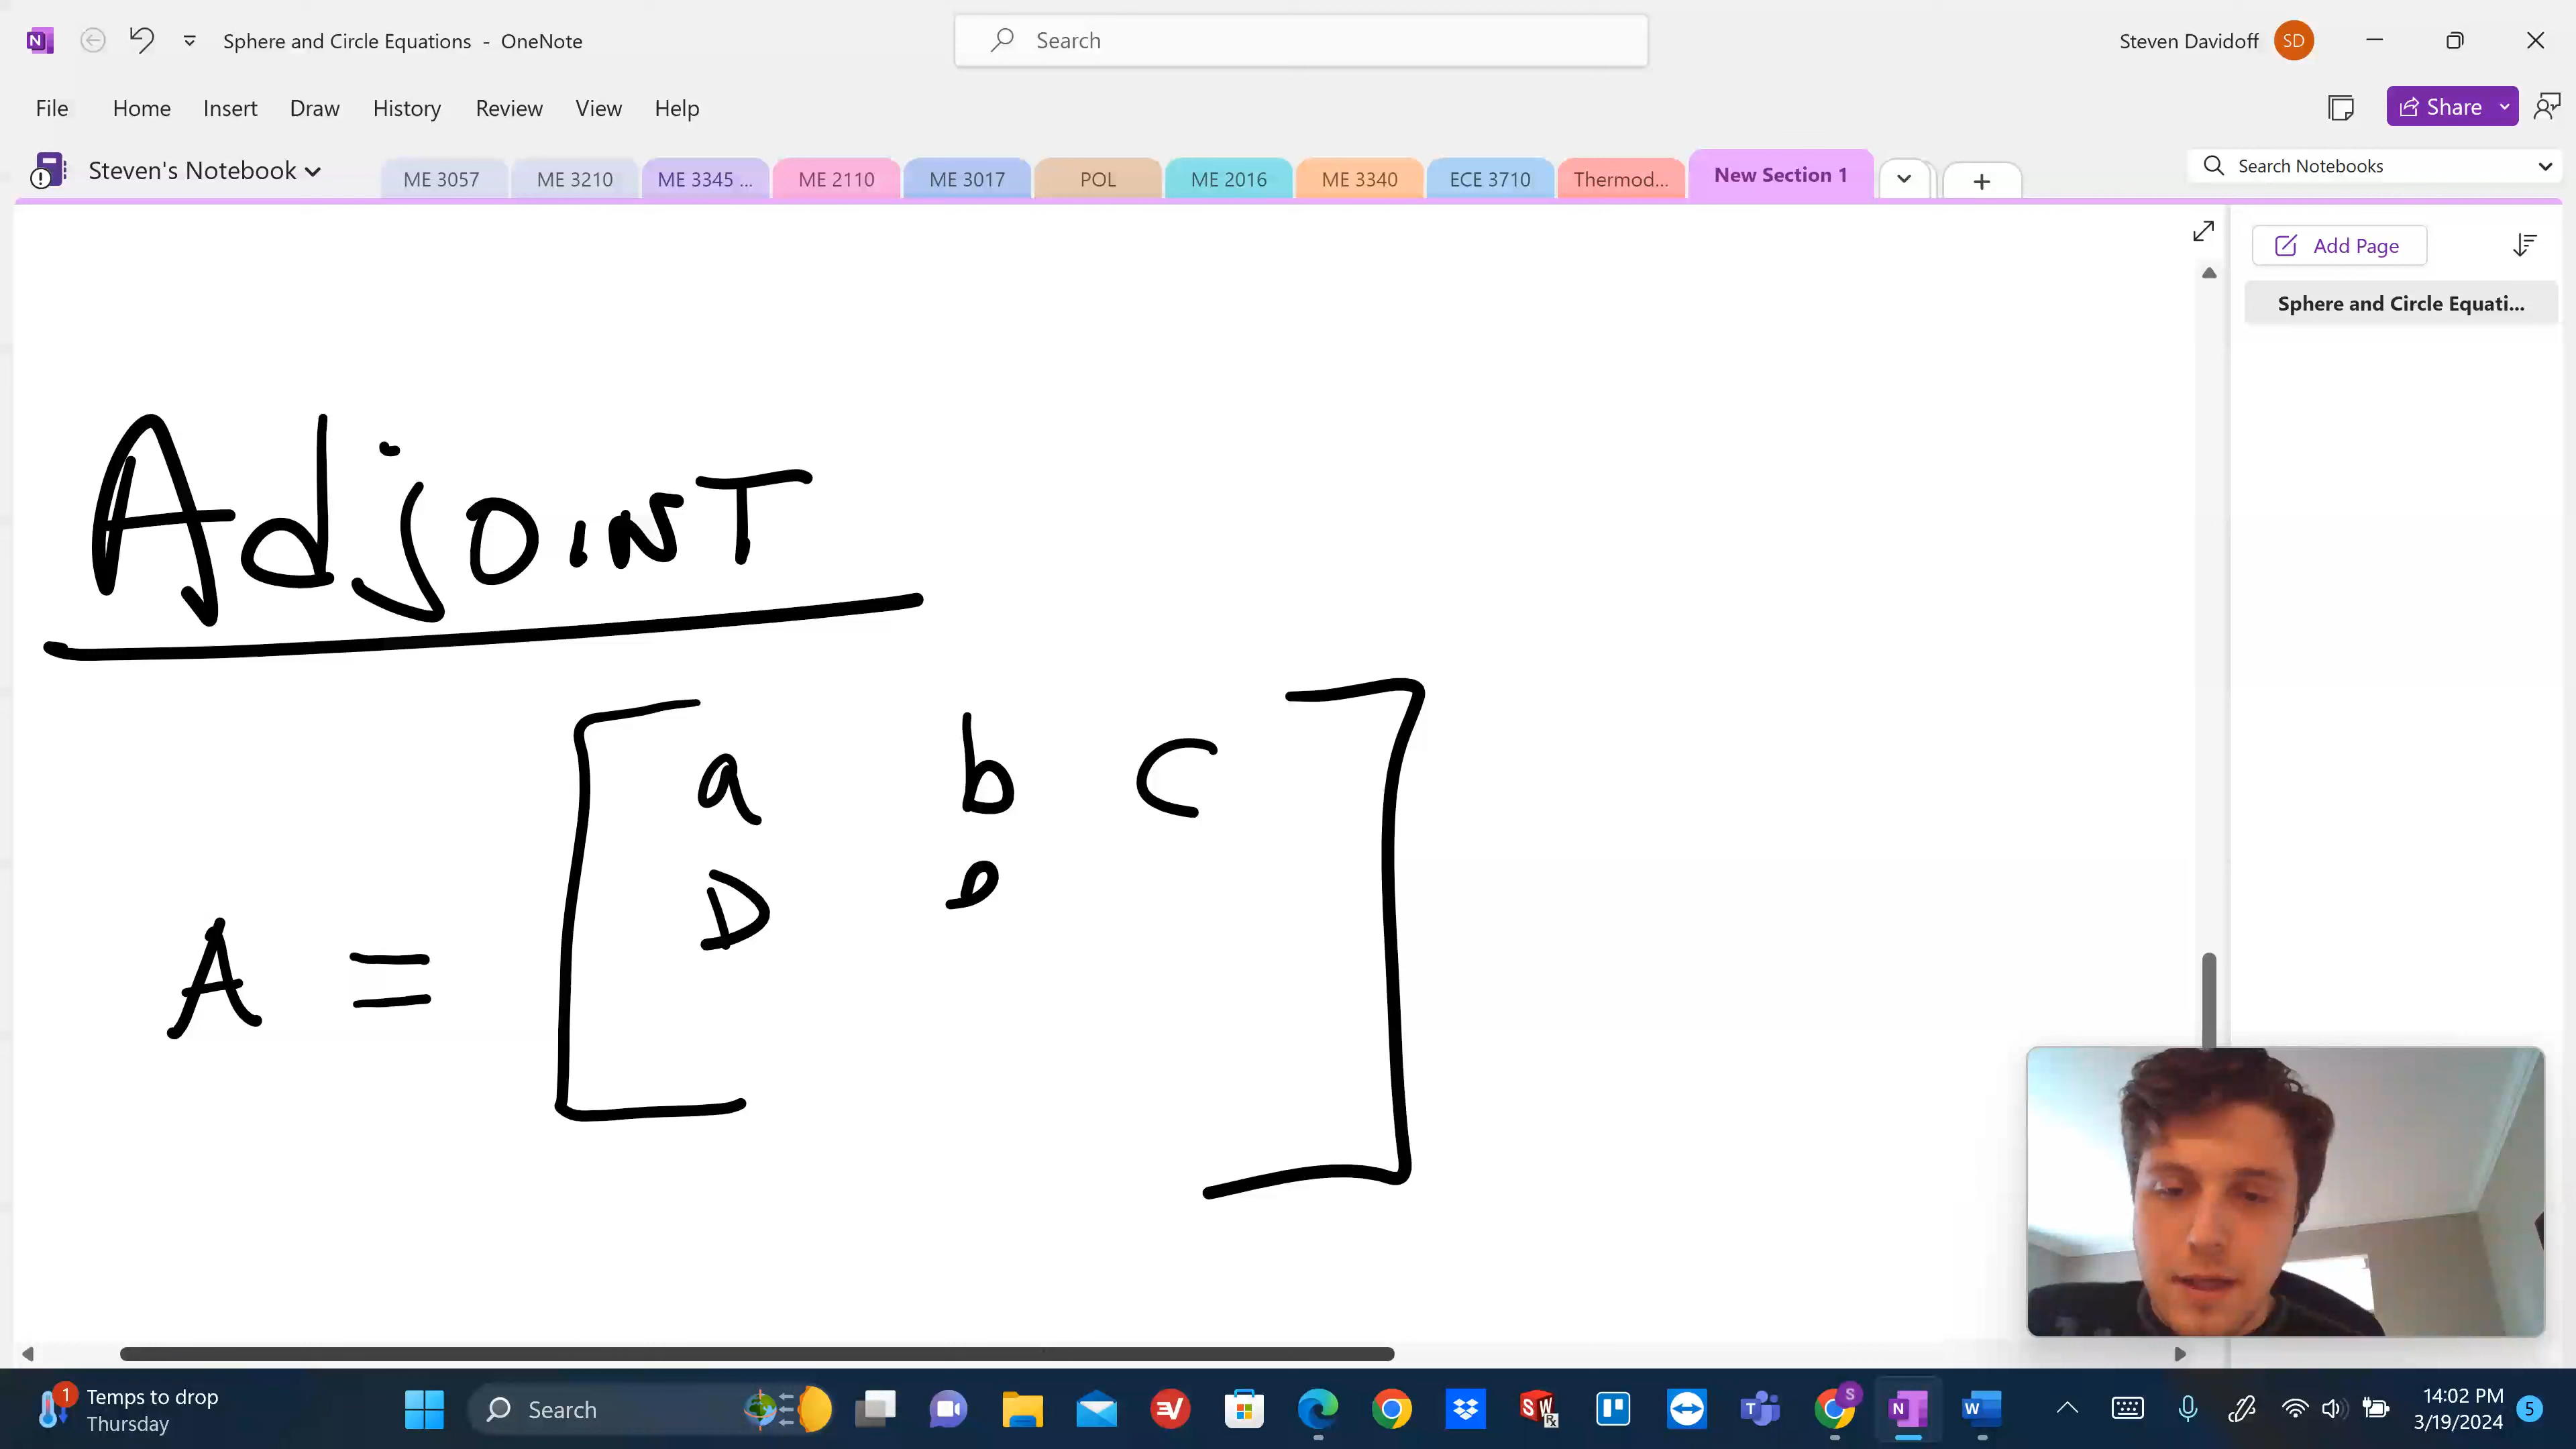 Sphere and Circle Equations - OneNote
Search
Steven Davidoff SD
File Home Insert Draw History Review View Help
Share
Steven's Notebook
ME 3057 ME 3210 ME 3345 ... ME 2110 ME 3017 POL ME 2016 ME 3340 ECE 3710 Thermod... New Section 1
Search Notebooks
Add Page
Sphere and Circle Equati...
AdjoinT
a b c
D
A =
1 Temps to drop
Thursday
Search
14:02 PM
3/19/2024
5